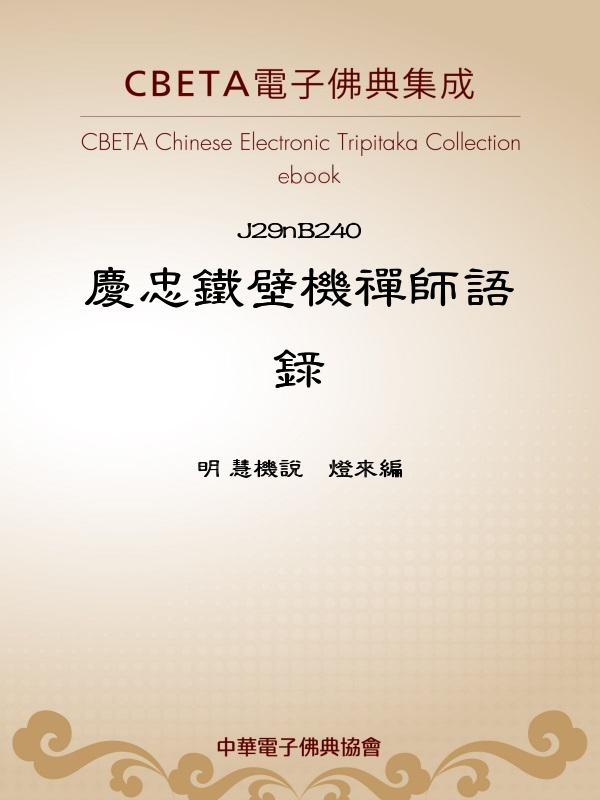 CBETA電子佛典集成
CBETA Chinese Electronic Tripitaka Collection
ebook
J29nB240
慶忠鐵壁機禪師語
錄
明 慧機說　燈來編
中華電子佛典協會